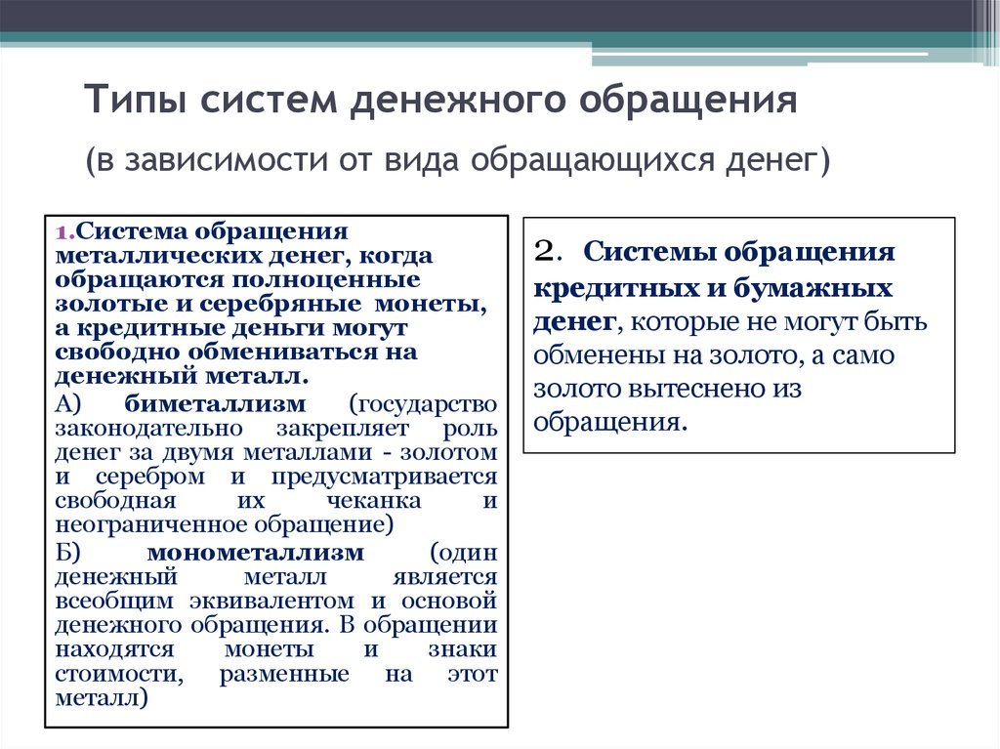 Типы систем денежного обращения
(в зависимости от вида обращающихся денег)
1.Система обращения
металлических денег, когда
обращаются полноценные
золотые и серебряные монеты,
а кредитные деньги могут
свободно обмениваться на
денежный металл.
А) биметаллизм (государство
законодательно закрепляет роль
денег за двумя металлами - золотом
и серебром и предусматривается
свободная их чеканка и
неограниченное обращение)
Б) монометаллизм (один
денежный металл является
всеобщим эквивалентом и основой
денежного обращения. В обращении
находятся монеты и знаки
стоимости, разменные на этот
металл)
2. Системы обращения
кредитных и бумажных
денег, которые не могут быть
обменены на золото, а само
золото вытеснено из
обращения.